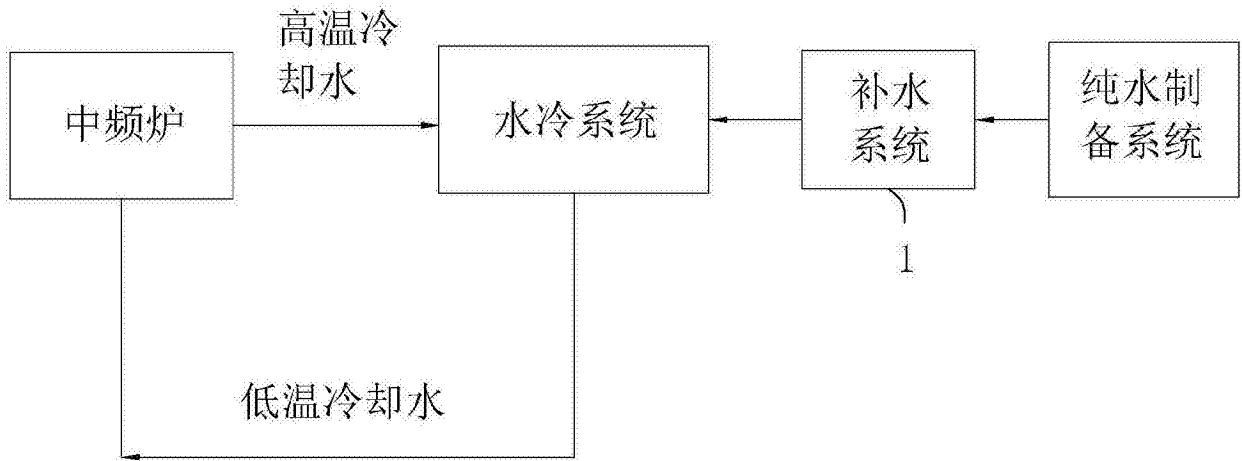 高温冷
却水
中频炉
水冷系统
补水
系统
纯水制
备系统
1
低温冷却水